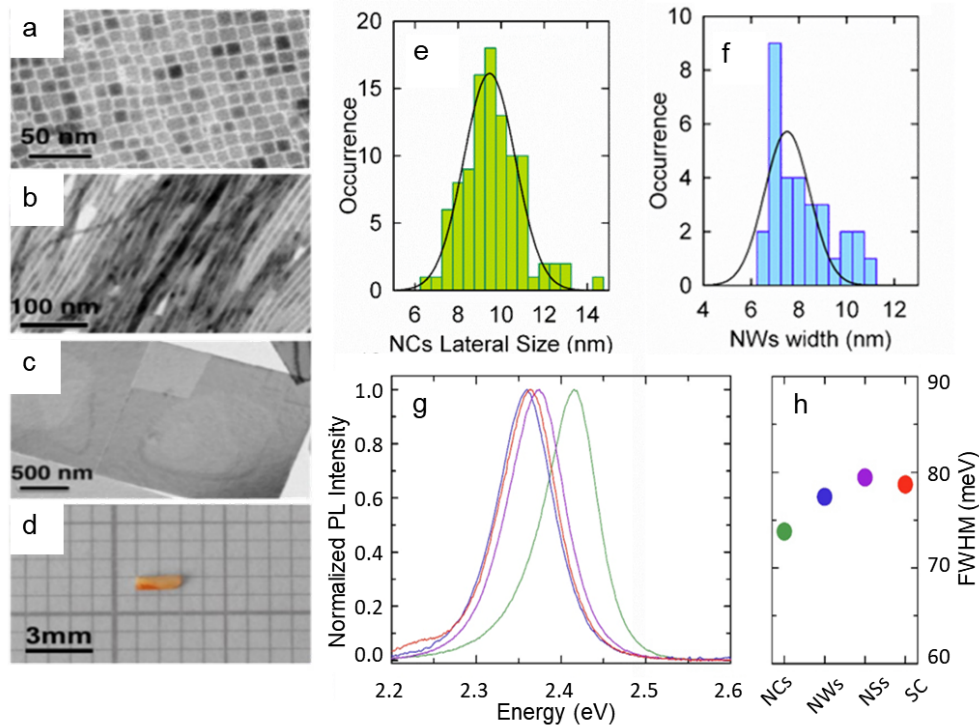 a
50 nm
b
100 nm
c
500 nm
d
3mm
e
Occurrence
20
15
10
5
0
6 8 10 12 14
NCs Lateral Size (nm)
f
Occurrence
10
8
6
4
2
0
4 6 8 10 12
NWs width (nm)
g
Normalized PL Intensity
1.0
0.8
0.6
0.4
0.2
0.0
2.2 2.3 2.4 2.5 2.6
Energy (eV)
h
90
80
70
60
FWHM (meV)
NCs NWs NSs SC